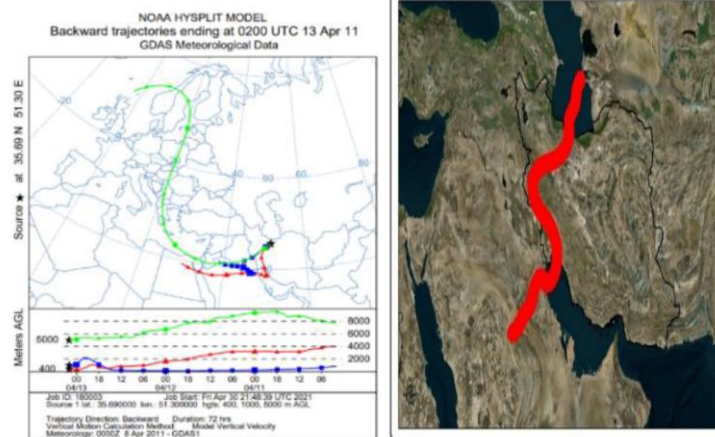 NOAA HYSPLIT MODEL
Backward trajectories ending at 0200 UTC 13 Apr 11
GDAS Meteorological Data
Source ★ at 35.69 N 51.30 E
Meters AGL
5000
400
8000
6000
4000
2000
00 18 12 06 00 18 12 06 00 18 12 06
04/13 04/12 04/11
Job ID: 180003 Job Start: Fri Apr 30 21:48:39 UTC 2021
Source 1 lat.: 35.690000 lon.: 51.300000 hgts: 400, 1000, 5000 m AGL
Trajectory Direction: Backward Duration: 72 hrs
Vertical Motion Calculation Method: Model Vertical Velocity
Meteorology: 0000Z 8 Apr 2011 - GDAS1